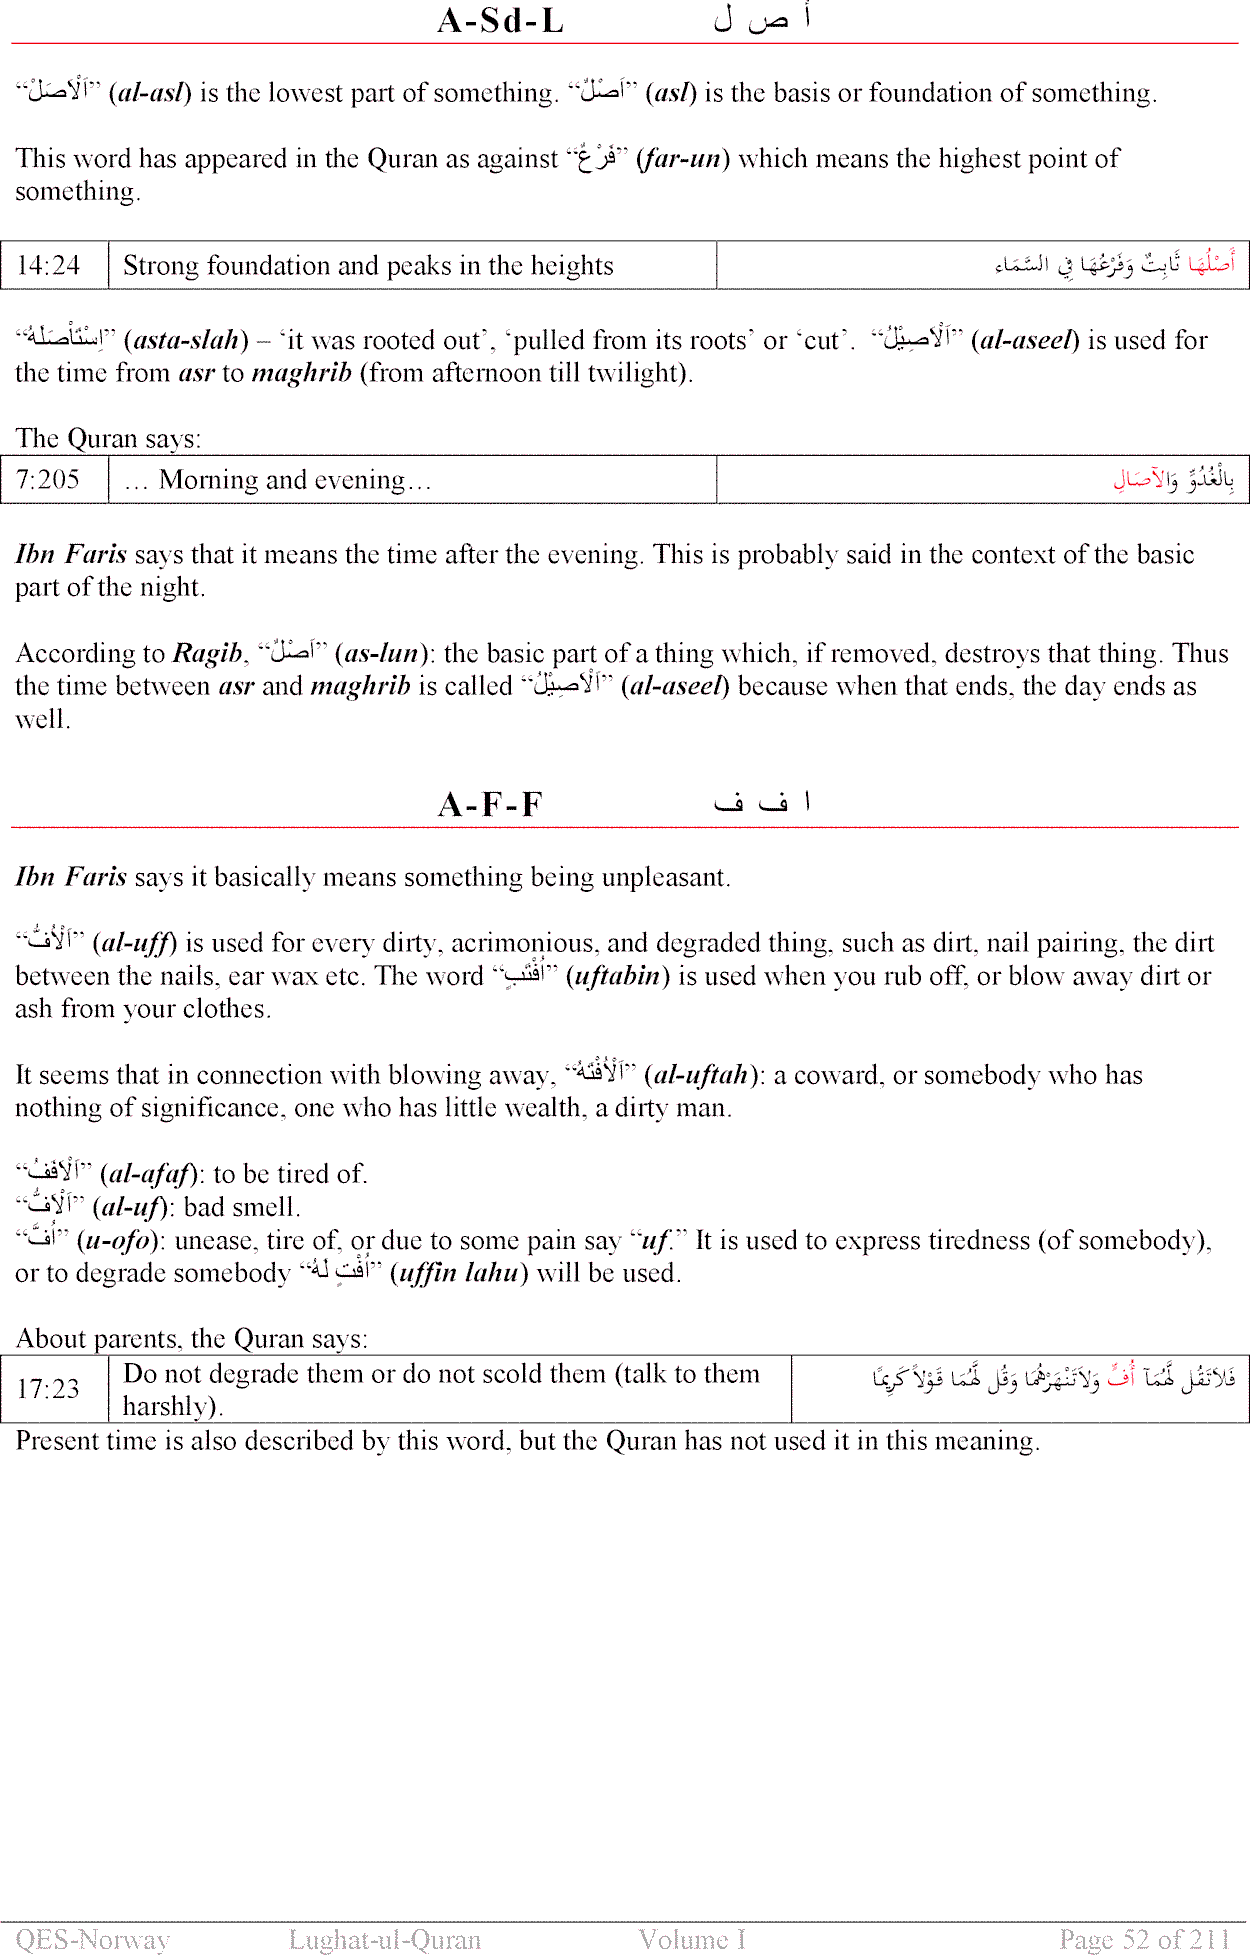 A-Sd-L أ ص ل
“اَلْاَصَلْ” (al-asl) is the lowest part of something. “اَصْلٌ” (asl) is the basis or foundation of something.
This word has appeared in the Quran as against “فَرْعٌ” (far-un) which means the highest point of
something.
14:24 Strong foundation and peaks in the heights أَصْلُهَا ثَابِتٌ وَفَرْعُهَا فِي السَّمَاء
“اِسْتَأْصَلَهُ” (asta-slah) – ‘it was rooted out’, ‘pulled from its roots’ or ‘cut’. “اَلْاَصِيْلُ” (al-aseel) is used for
the time from asr to maghrib (from afternoon till twilight).
The Quran says:
7:205 … Morning and evening… بِالْغُدُوِّ وَالآصَالِ
Ibn Faris says that it means the time after the evening. This is probably said in the context of the basic
part of the night.
According to Ragib, “اَصْلٌ” (as-lun): the basic part of a thing which, if removed, destroys that thing. Thus
the time between asr and maghrib is called “اَلْاَصِيْلُ” (al-aseel) because when that ends, the day ends as
well.
A-F-F ا ف ف
Ibn Faris says it basically means something being unpleasant.
“اَلْاُفُّ” (al-uff) is used for every dirty, acrimonious, and degraded thing, such as dirt, nail pairing, the dirt
between the nails, ear wax etc. The word “اُفْتَبٍ” (uftabin) is used when you rub off, or blow away dirt or
ash from your clothes.
It seems that in connection with blowing away, “اَلْاُفْتَهُ” (al-uftah): a coward, or somebody who has
nothing of significance, one who has little wealth, a dirty man.
“اَلْاَفَفُ” (al-afaf): to be tired of.
“اَلْاَفُّ” (al-uf): bad smell.
“اُفَّ” (u-ofo): unease, tire of, or due to some pain say “uf.” It is used to express tiredness (of somebody),
or to degrade somebody “اُفْتٍ لَهُ” (uffin lahu) will be used.
About parents, the Quran says:
17:23 Do not degrade them or do not scold them (talk to them فَلاَ تَقُل لَّهُمَآ أُفٍّ وَلاَ تَنْهَرْهُمَا وَقُل لَّهُمَا قَوْلاً كَرِيمًا
harshly).
Present time is also described by this word, but the Quran has not used it in this meaning.
QES-Norway Lughat-ul-Quran Volume I Page 52 of 211